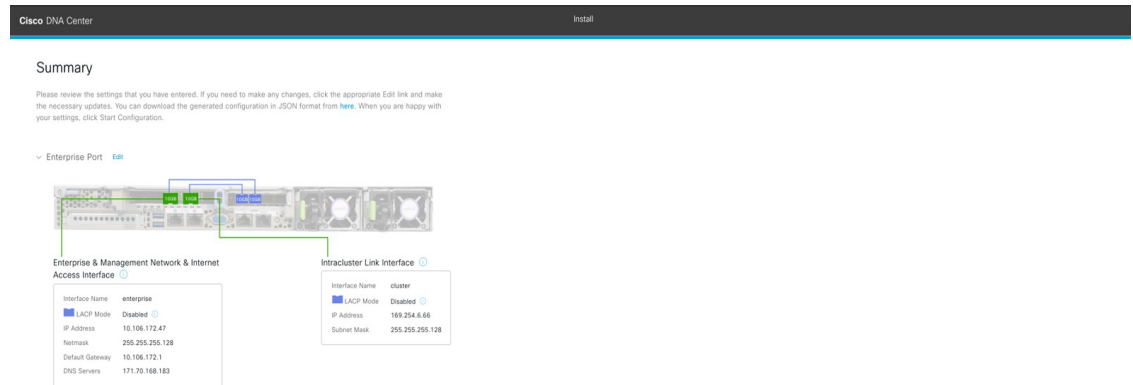 Cisco DNA Center
Install
Summary
Please review the settings that you have entered. If you need to make any changes, click the appropriate Edit link and make
the necessary updates. You can download the generated configuration in JSON format from here. When you are happy with
your settings, click Start Configuration.
Enterprise Port Edit
10GB 10GB 10GB 10GB
Enterprise & Management Network & Internet
Access Interface
Interface Name enterprise
LACP Mode Disabled
IP Address 10.106.172.47
Netmask 255.255.255.128
Default Gateway 10.106.172.1
DNS Servers 171.70.168.183
Intracluster Link Interface
Interface Name cluster
LACP Mode Disabled
IP Address 169.254.6.66
Subnet Mask 255.255.255.128